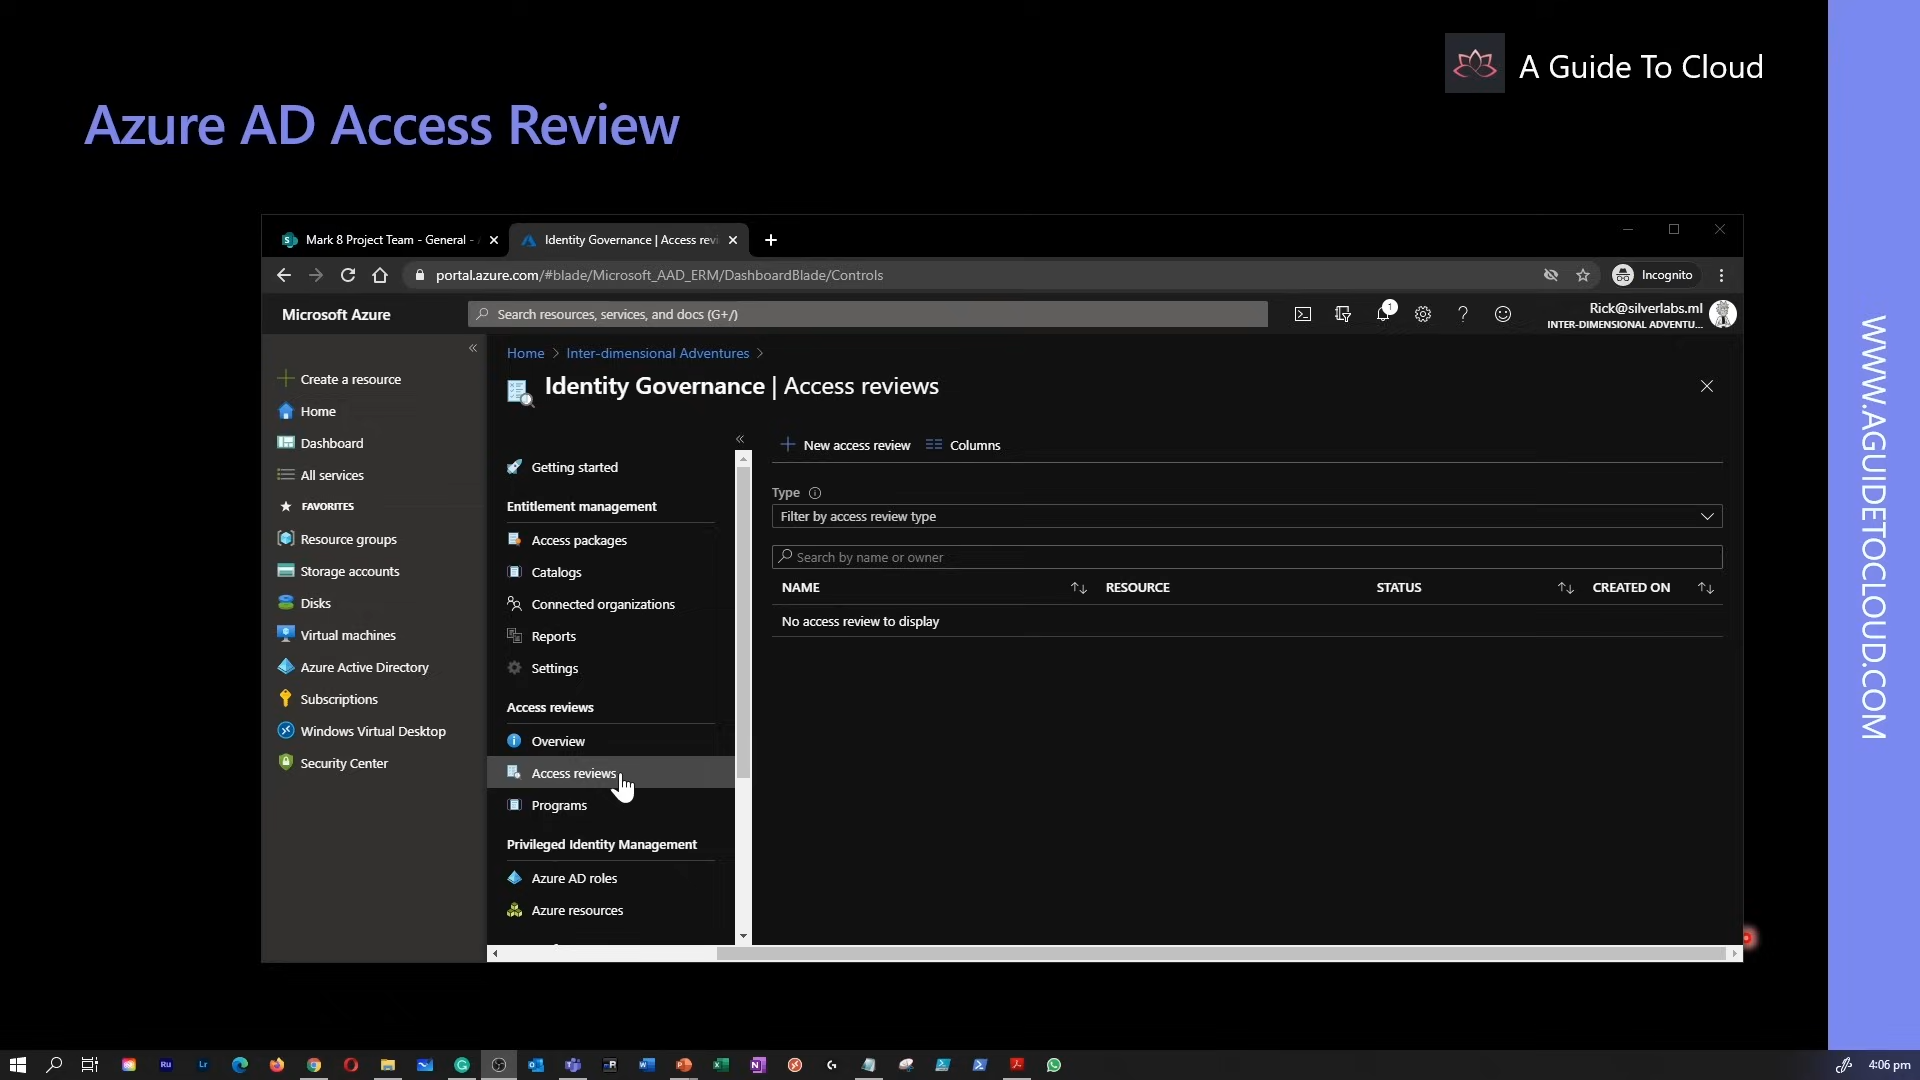 A Guide To Cloud
Azure AD Access Review
Mark 8 Project Team - General -
Identity Governance | Access revi
portal.azure.com/#blade/Microsoft_AAD_ERM/DashboardBlade/Controls
Incognito
Microsoft Azure
Search resources, services, and docs (G+/)
1
Rick@silverlabs.ml
INTER-DIMENSIONAL ADVENTU...
Create a resource
Home
Dashboard
All services
FAVORITES
Resource groups
Storage accounts
Disks
Virtual machines
Azure Active Directory
Subscriptions
Windows Virtual Desktop
Security Center
Home > Inter-dimensional Adventures >
Identity Governance | Access reviews
Getting started
Entitlement management
Access packages
Catalogs
Connected organizations
Reports
Settings
Access reviews
Overview
Access reviews
Programs
Privileged Identity Management
Azure AD roles
Azure resources
New access review
Columns
Type
Filter by access review type
Search by name or owner
NAME RESOURCE STATUS CREATED ON
No access review to display
WWW.AGUIDETOCLOUD.COM
4:06 pm